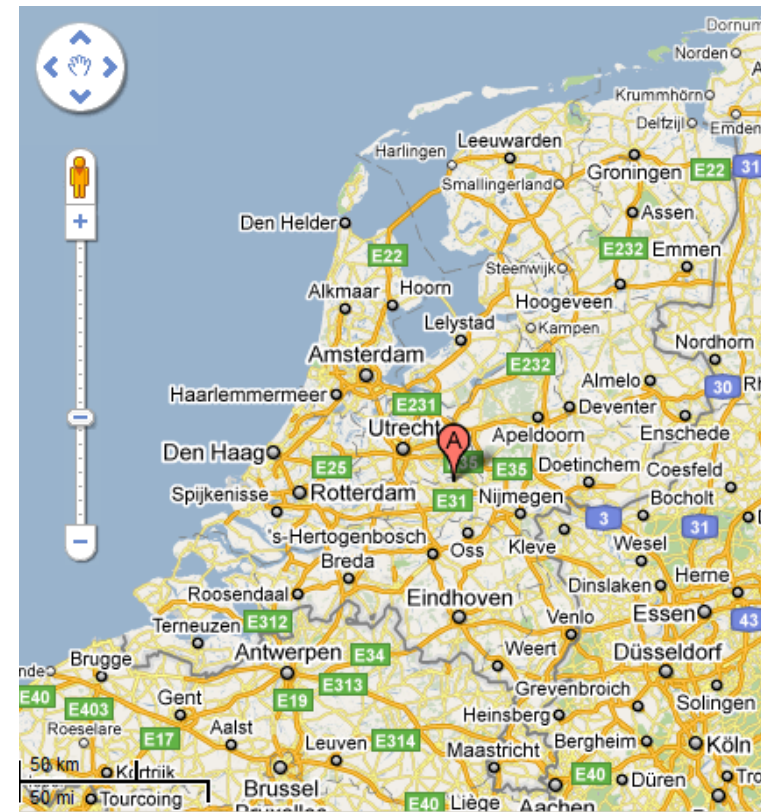 Dornum
Norden
Krummhörn
Delfzijl
Emden
Harlingen
Leeuwarden
Groningen
E22
31
Smallingerland
Assen
Den Helder
E22
E232
Emmen
Steenwijk
Alkmaar
Hoorn
Hoogeveen
Lelystad
Kampen
Nordhorn
Amsterdam
E232
Almelo
30
Rh
Haarlemmermeer
E231
Deventer
Utrecht
A
Apeldoorn
Enschede
Den Haag
E25
E35
E35
Doetinchem
Coesfeld
Spijkenisse
Rotterdam
E31
Nijmegen
Bocholt
3
31
's-Hertogenbosch
Oss
Kleve
Wesel
Breda
Dinslaken
Herne
Roosendaal
Eindhoven
Essen
E312
Venlo
43
Terneuzen
Weert
Antwerpen
E34
Düsseldorf
Brugge
E313
E40
E403
Gent
E19
Grevenbroich
Solingen
Roeselare
Heinsberg
E17
Aalst
E314
Bergheim
Köln
Leuven
Maastricht
50 km
Kortrijk
Brussel
E40
Düren
50 mi
Tourcoing
E40
Liège
Aachen